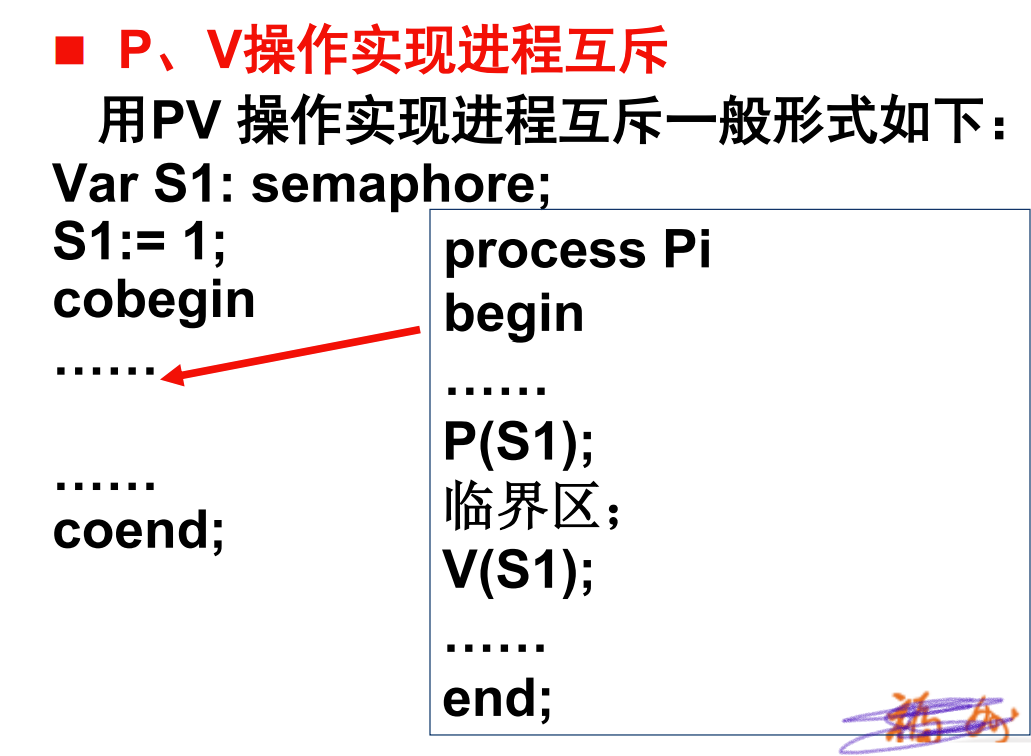 P、V操作实现进程互斥
用PV 操作实现进程互斥一般形式如下：
Var S1: semaphore;
S1:= 1;
cobegin
……
……
coend;
process Pi
begin
……
P(S1);
临界区；
V(S1);
……
end;